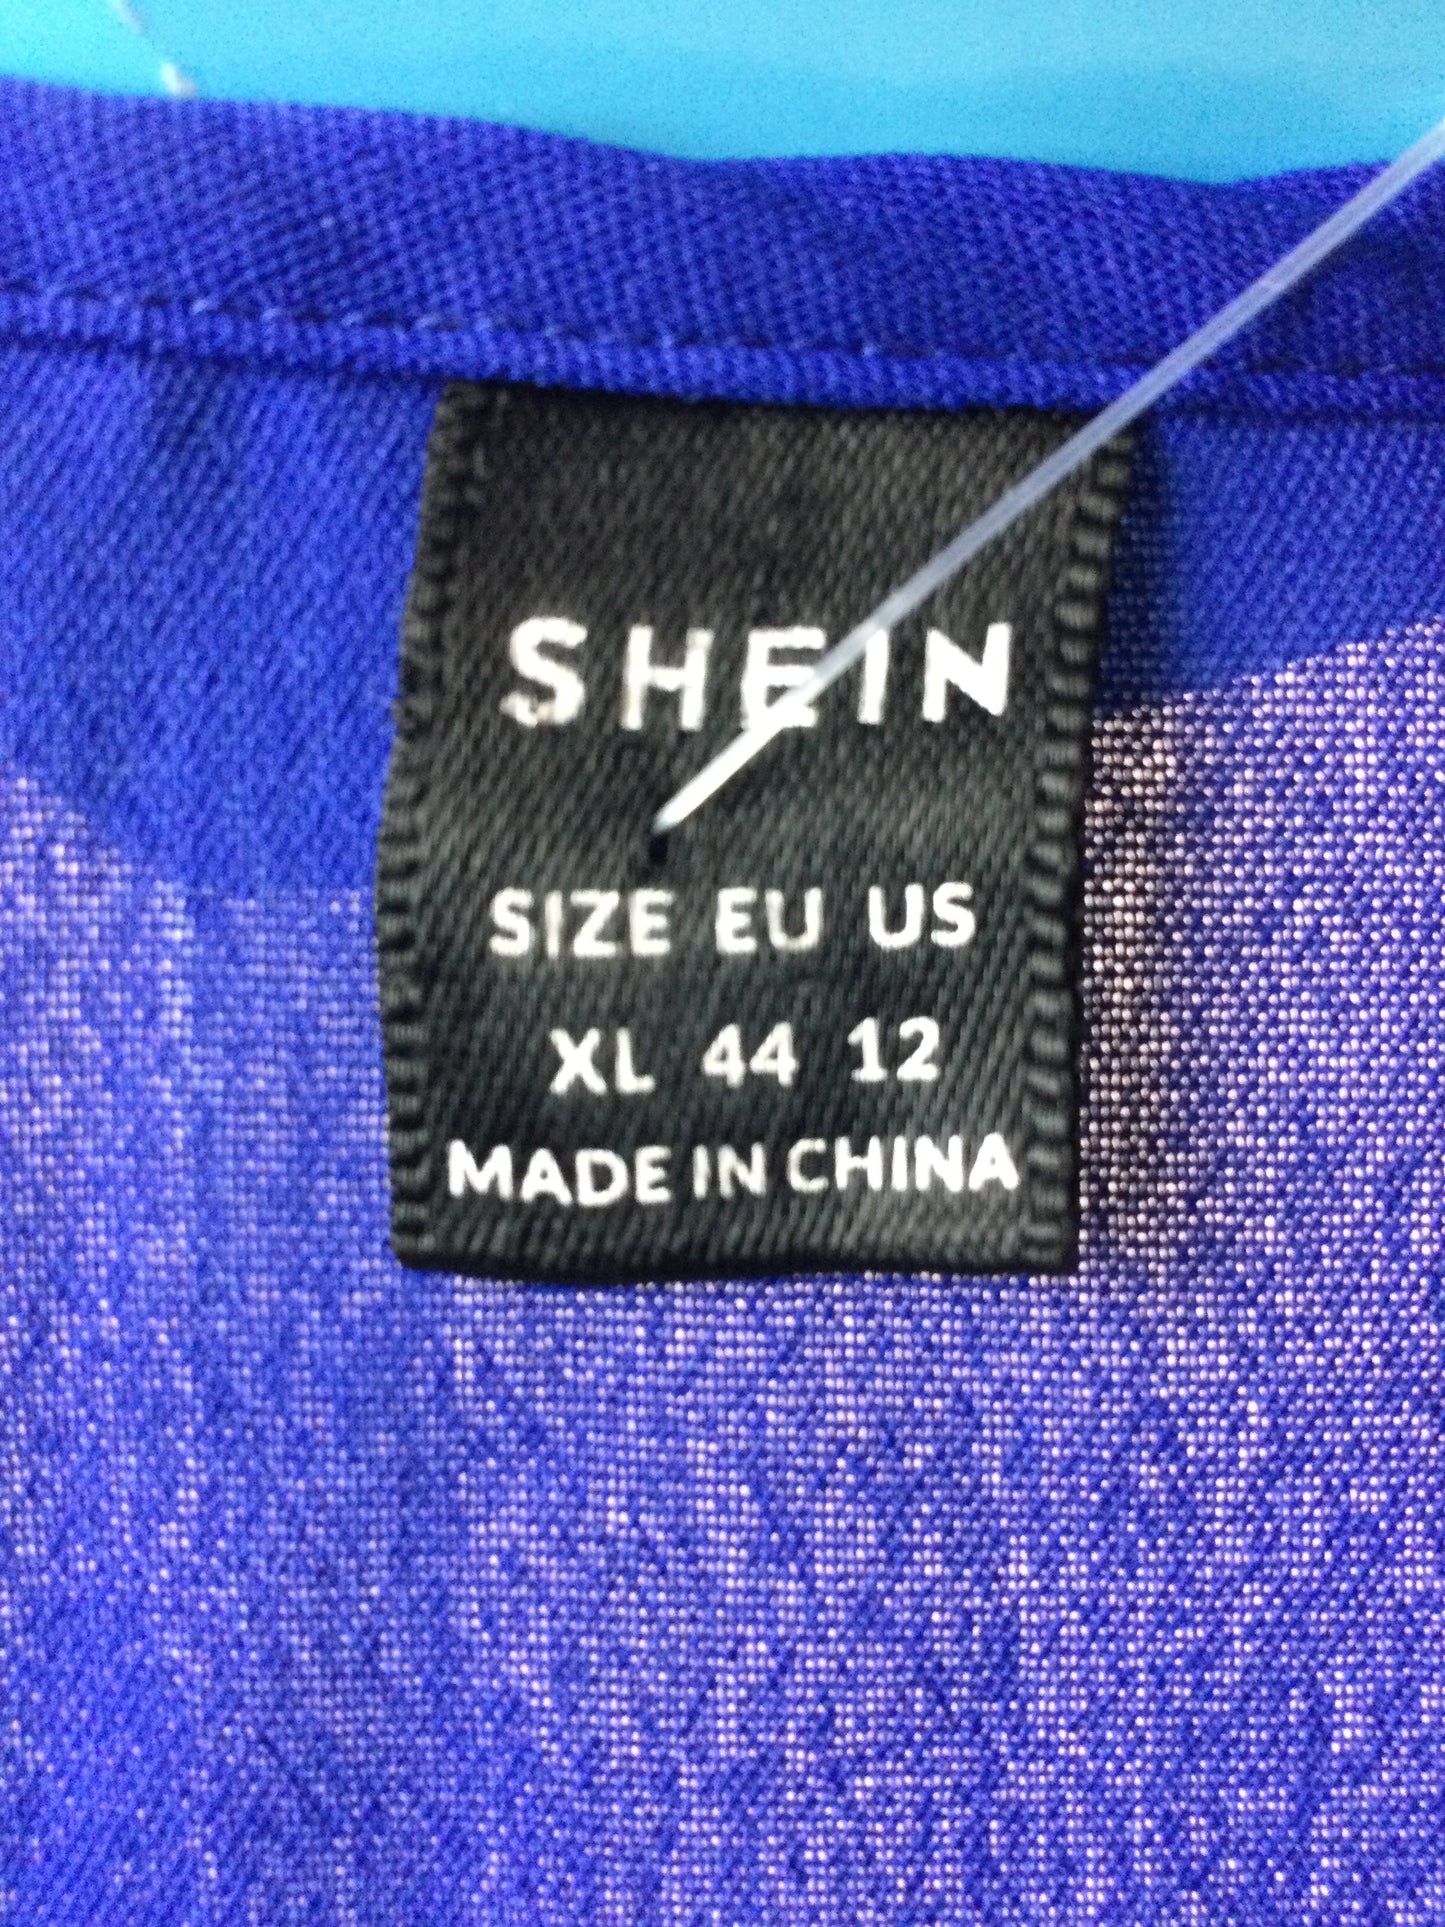 SHEIN
SIZE EU US
XL 44 12
MADE IN CHINA